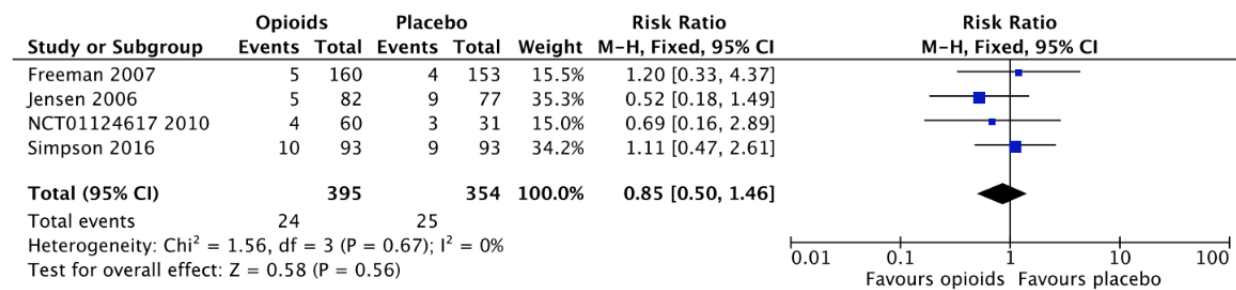 Opioids Placebo Risk Ratio Risk Ratio
Study or Subgroup Events Total Events Total Weight M-H, Fixed, 95% CI M-H, Fixed, 95% CI
Freeman 2007 5 160 4 153 15.5% 1.20 [0.33, 4.37]
Jensen 2006 5 82 9 77 35.3% 0.52 [0.18, 1.49]
NCT01124617 2010 4 60 3 31 15.0% 0.69 [0.16, 2.89]
Simpson 2016 10 93 9 93 34.2% 1.11 [0.47, 2.61]
Total (95% CI) 395 354 100.0% 0.85 [0.50, 1.46]
Total events 24 25
Heterogeneity: Chi² = 1.56, df = 3 (P = 0.67); I² = 0%
Test for overall effect: Z = 0.58 (P = 0.56)
0.01 0.1 1 10 100
Favours opioids Favours placebo